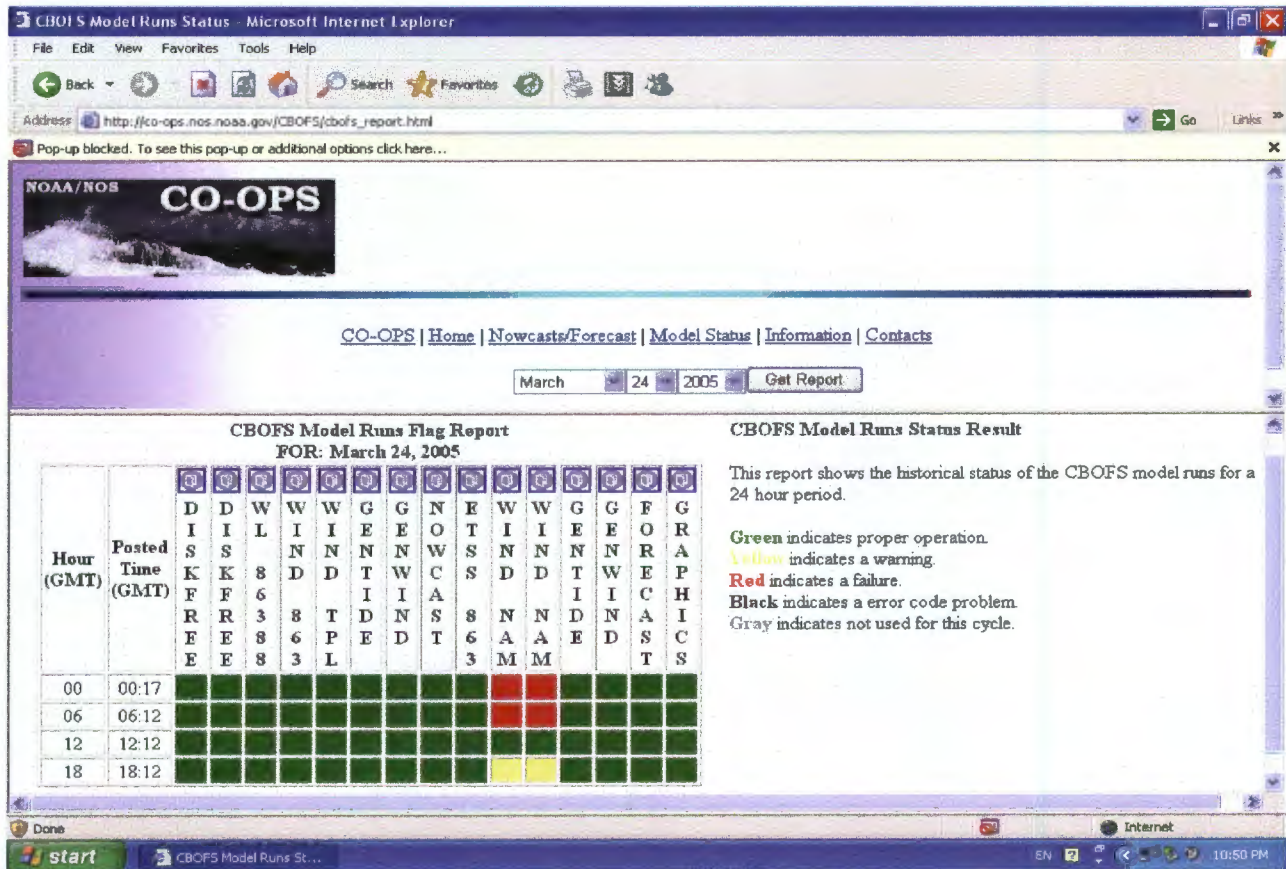 CBOFS Model Runs Status - Microsoft Internet Explorer
File Edit View Favorites Tools Help
Back Search Favorites
Address http://co-ops.nos.noaa.gov/CBOFS/cbofs_report.html Go Links »
Pop-up blocked. To see this pop-up or additional options click here...
NOAA/NOS CO-OPS
CO-OPS | Home | Nowcasts/Forecast | Model Status | Information | Contacts
March 24 2005 Get Report
CBOFS Model Runs Flag Report
FOR: March 24, 2005
Hour (GMT)
Posted Time (GMT)
DISKFREE
DISKFREE
WL 8638
WIND 863
WIND TPL
GENTIDE
GENWIND
NOWCAST
ETSS 863
WIND NAM
WIND NAM
GENTIDE
GENWIND
FORECAST
GRAPHICS
00 00:17
06 06:12
12 12:12
18 18:12
CBOFS Model Runs Status Result
This report shows the historical status of the CBOFS model runs for a
24 hour period.
Green indicates proper operation.
Yellow indicates a warning.
Red indicates a failure.
Black indicates a error code problem.
Gray indicates not used for this cycle.
Done Internet
start CBOFS Model Runs St... EN 10:50 PM